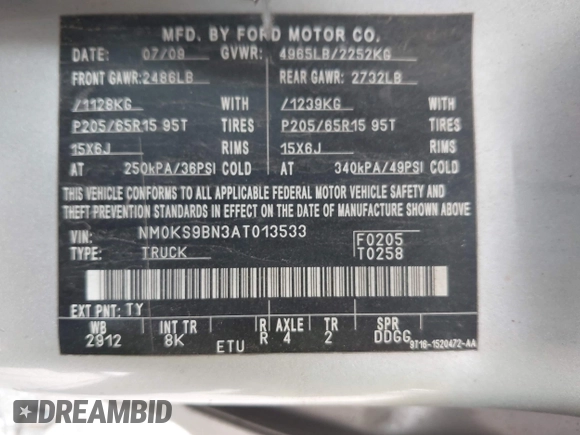 MFD. BY FORD MOTOR CO.
DATE: 07/09 GVWR: 4965LB/2252KG
FRONT GAWR: 2486LB REAR GAWR: 2732LB
/1128KG WITH /1239KG WITH
P205/65R15 95T TIRES P205/65R15 95T TIRES
15X6J RIMS 15X6J RIMS
AT 250kPA/36PSI COLD AT 340kPA/49PSI COLD
THIS VEHICLE CONFORMS TO ALL APPLICABLE FEDERAL MOTOR VEHICLE SAFETY AND
THEFT PREVENTION STANDARDS IN EFFECT ON THE DATE OF MANUFACTURE SHOWN ABOVE
VIN: NM0KS9BN3AT013533 F0205
TYPE: TRUCK T0258
EXT PNT: TY
WB INT TR R AXLE TR SPR
2912 8K ETU R 4 2 DDGG
9T16-1520472-AA
DREAMBID